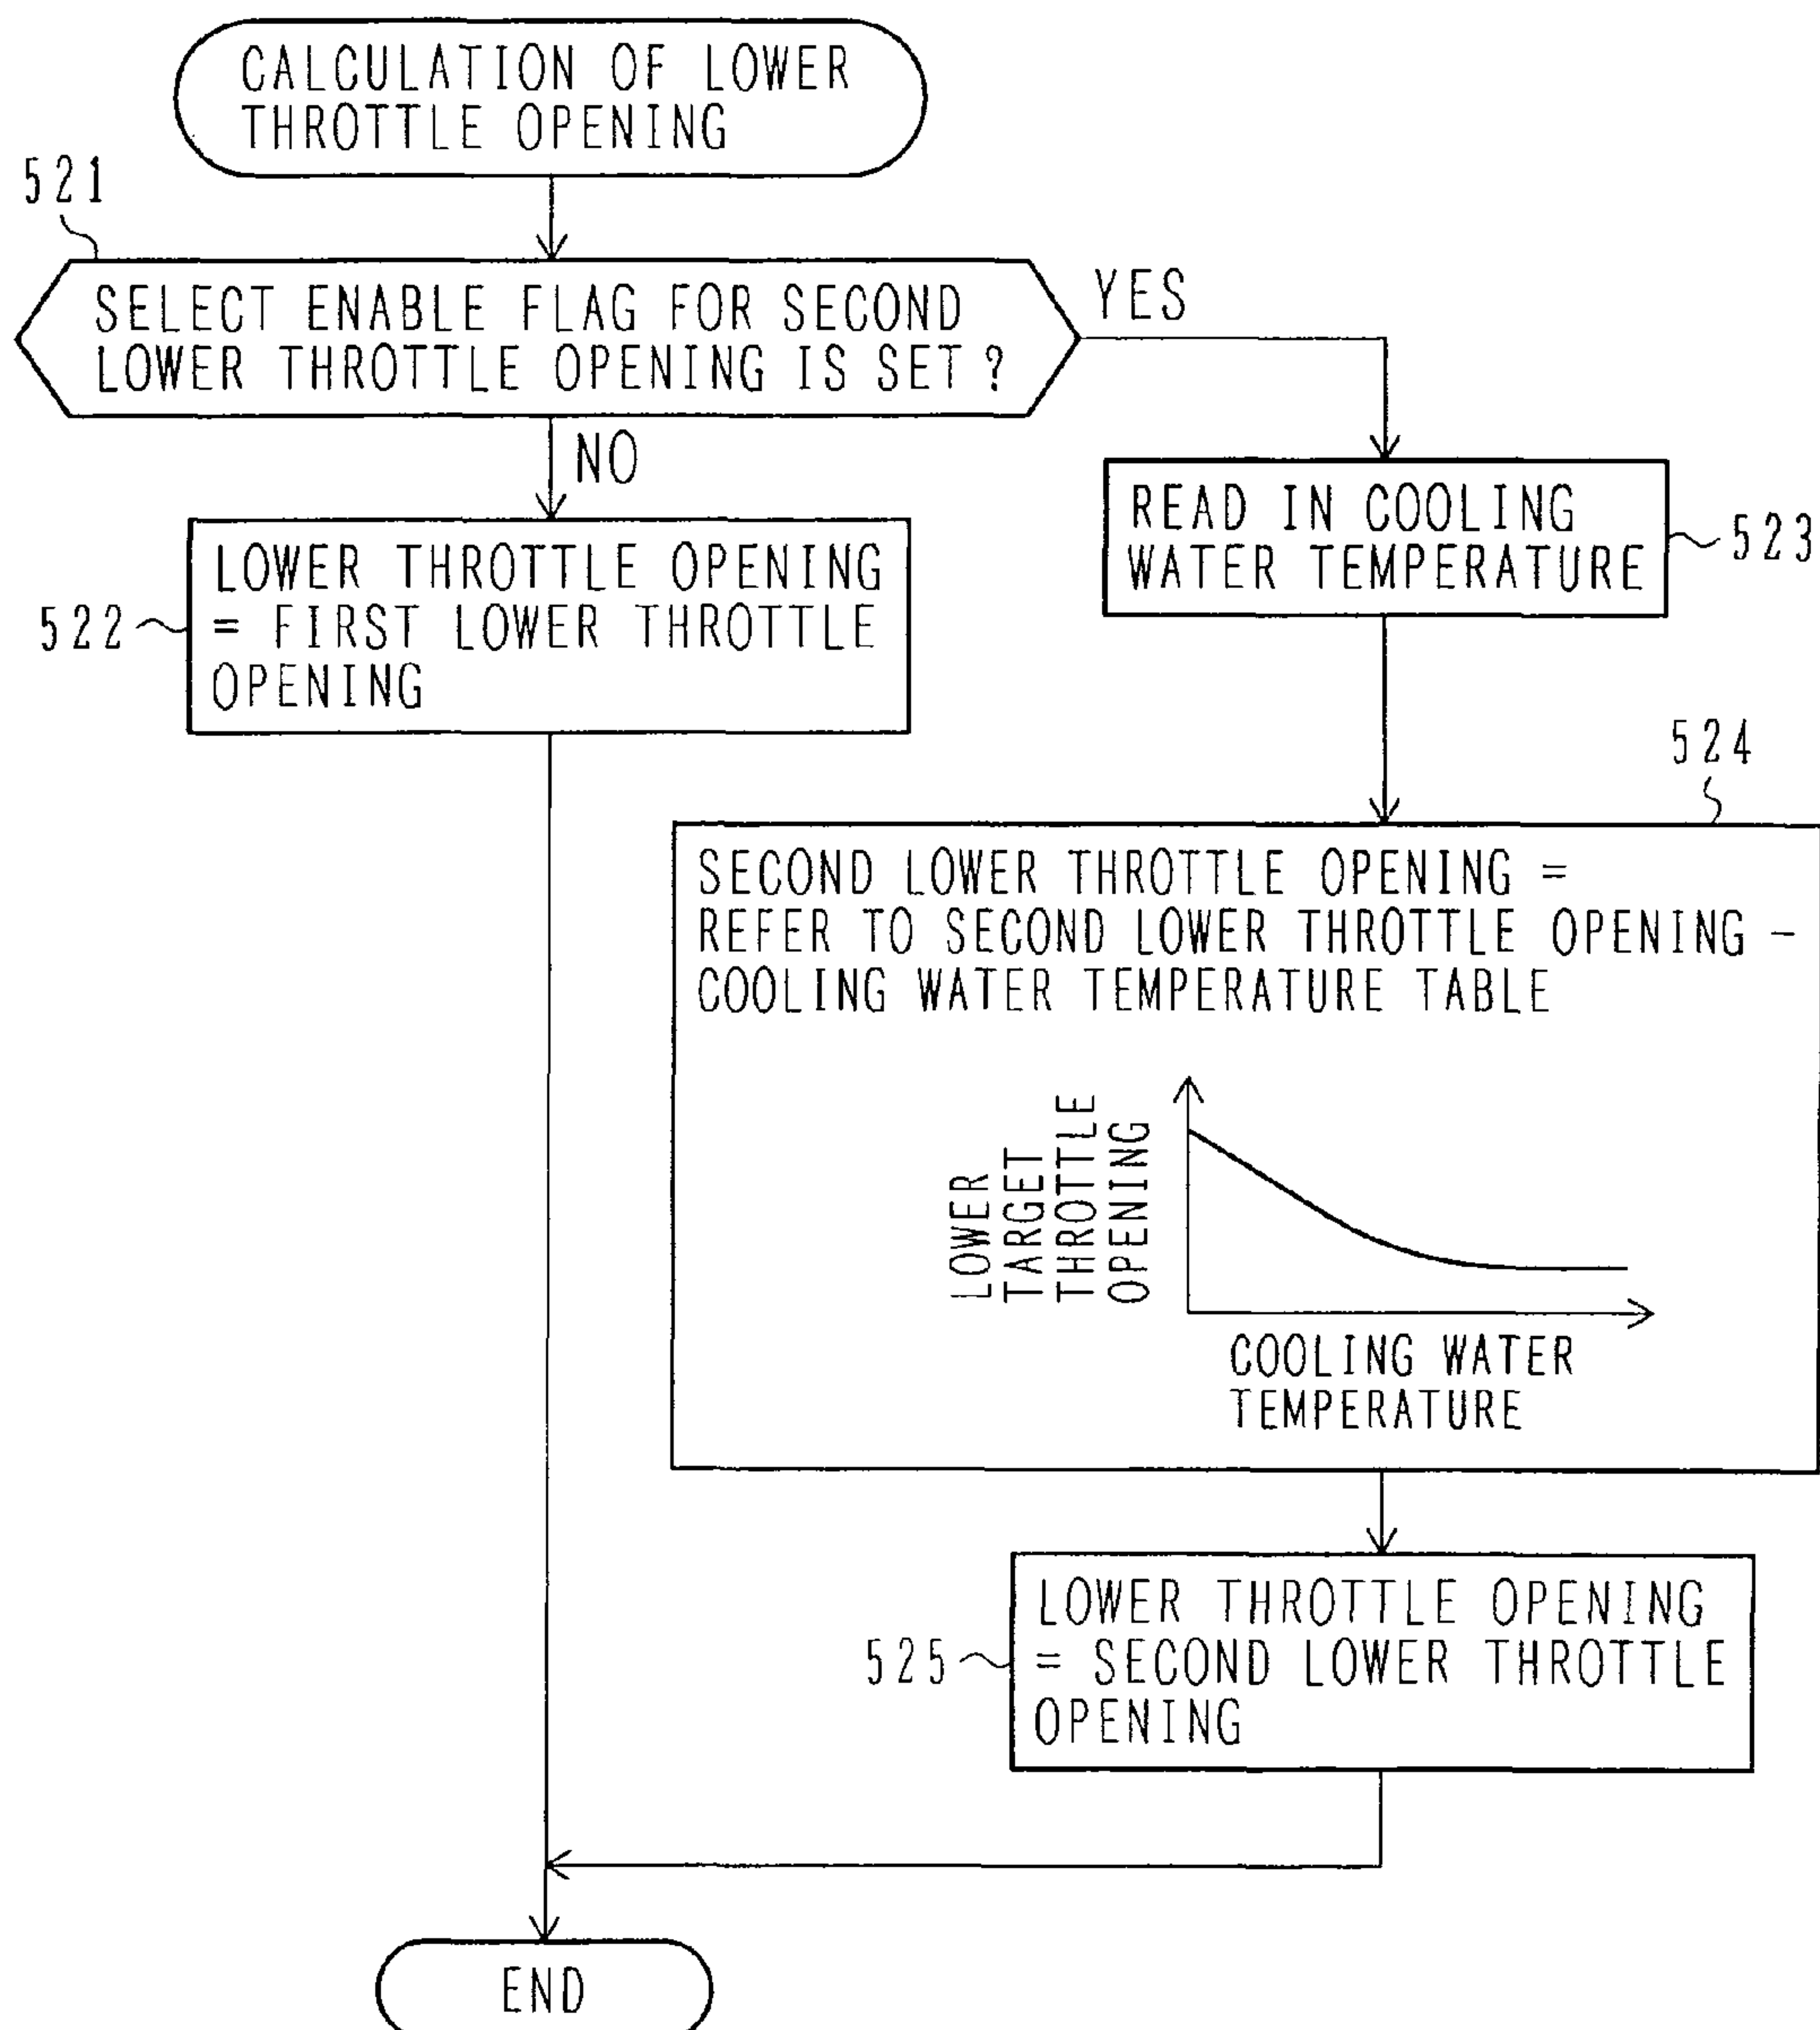 CALCULATION OF LOWER
THROTTLE OPENING
521
SELECT ENABLE FLAG FOR SECOND
LOWER THROTTLE OPENING IS SET ?
YES
NO
LOWER THROTTLE OPENING
= FIRST LOWER THROTTLE
OPENING
522
READ IN COOLING
WATER TEMPERATURE
523
524
SECOND LOWER THROTTLE OPENING =
REFER TO SECOND LOWER THROTTLE OPENING -
COOLING WATER TEMPERATURE TABLE
LOWER
TARGET
THROTTLE
OPENING
COOLING WATER
TEMPERATURE
525
LOWER THROTTLE OPENING
= SECOND LOWER THROTTLE
OPENING
END